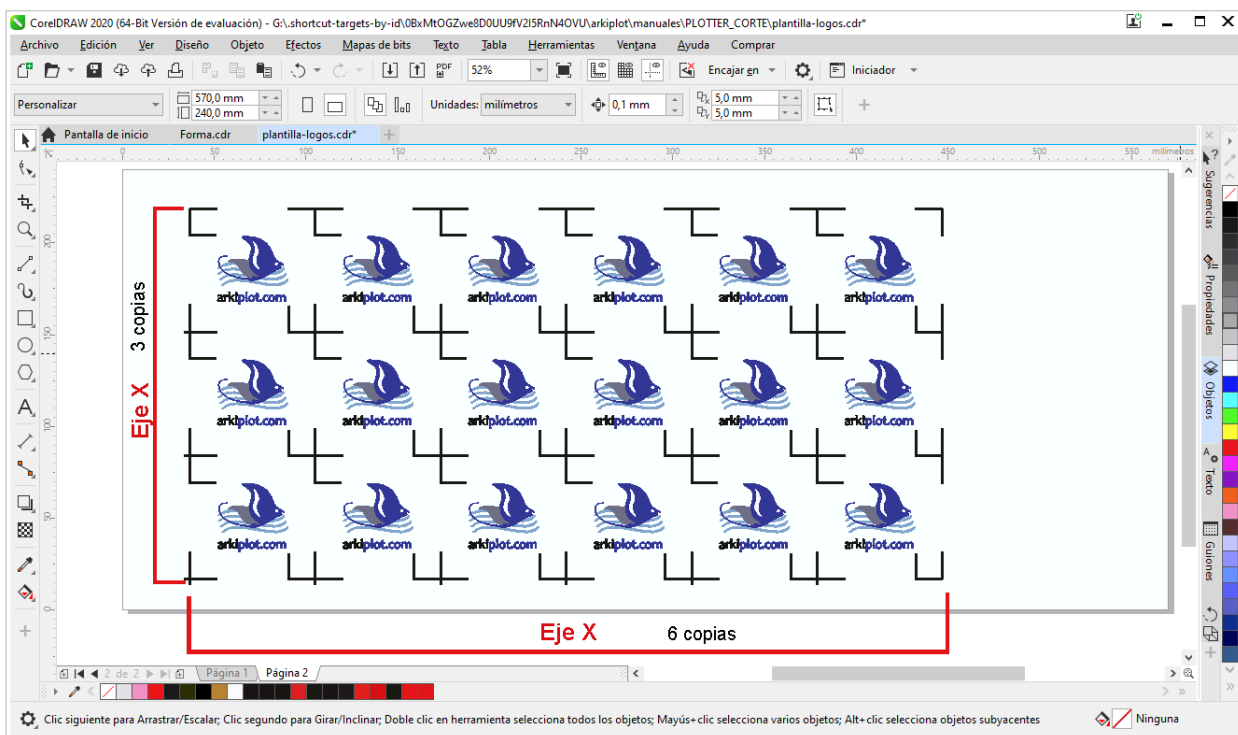 CorelDRAW 2020 (64-Bit Versión de evaluación) - G:\.shortcut-targets-by-id\0BxMtOGZwe8D0UU9fV2I5RnN4OVU\arkiplot\manuales\PLOTTER_CORTE\plantilla-logos.cdr*
Archivo Edición Ver Diseño Objeto Efectos Mapas de bits Texto Tabla Herramientas Ventana Ayuda Comprar
PDF 52% Encajar en Iniciador
Personalizar 570,0 mm 240,0 mm Unidades: milímetros 0,1 mm 5,0 mm 5,0 mm
Pantalla de inicio Forma.cdr plantilla-logos.cdr*
0 50 100 150 200 250 300 350 400 450 500 550 milímetros
arkiplot.com arkiplot.com arkiplot.com arkiplot.com arkiplot.com arkiplot.com
arkiplot.com arkiplot.com arkiplot.com arkiplot.com arkiplot.com arkiplot.com
arkiplot.com arkiplot.com arkiplot.com arkiplot.com arkiplot.com arkiplot.com
Eje X 3 copias
Eje X 6 copias
200
150
100
50
0
Sugerencias
Propiedades
Objetos
Texto
Guiones
2 de 2 Página 1 Página 2
Clic siguiente para Arrastrar/Escalar; Clic segundo para Girar/Inclinar; Doble clic en herramienta selecciona todos los objetos; Mayús+clic selecciona varios objetos; Alt+clic selecciona objetos subyacentes Ninguna